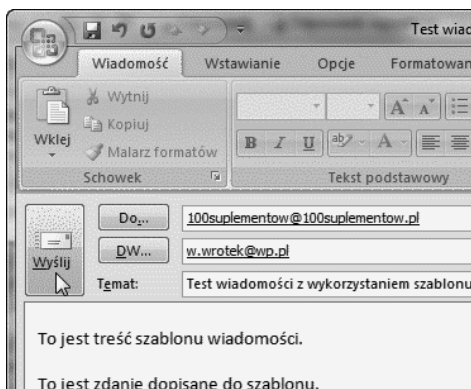 Test wiad
Wiadomość Wstawianie Opcje Formatowan
Wytnij
Kopiuj
Malarz formatów
Wklej
A A
B I U ab A
Schowek Tekst podstawowy
Do... 100suplementow@100suplementow.pl
DW... w.wrotek@wp.pl
Wyślij
Temat: Test wiadomości z wykorzystaniem szablonu
To jest treść szablonu wiadomości.
To jest zdanie dopisane do szablonu.